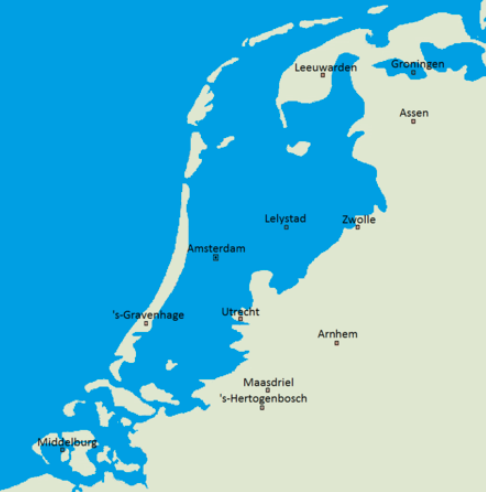 Leeuwarden
Groningen
Assen
Lelystad
Zwolle
Amsterdam
's-Gravenhage
Utrecht
Arnhem
Maasdriel
's-Hertogenbosch
Middelburg